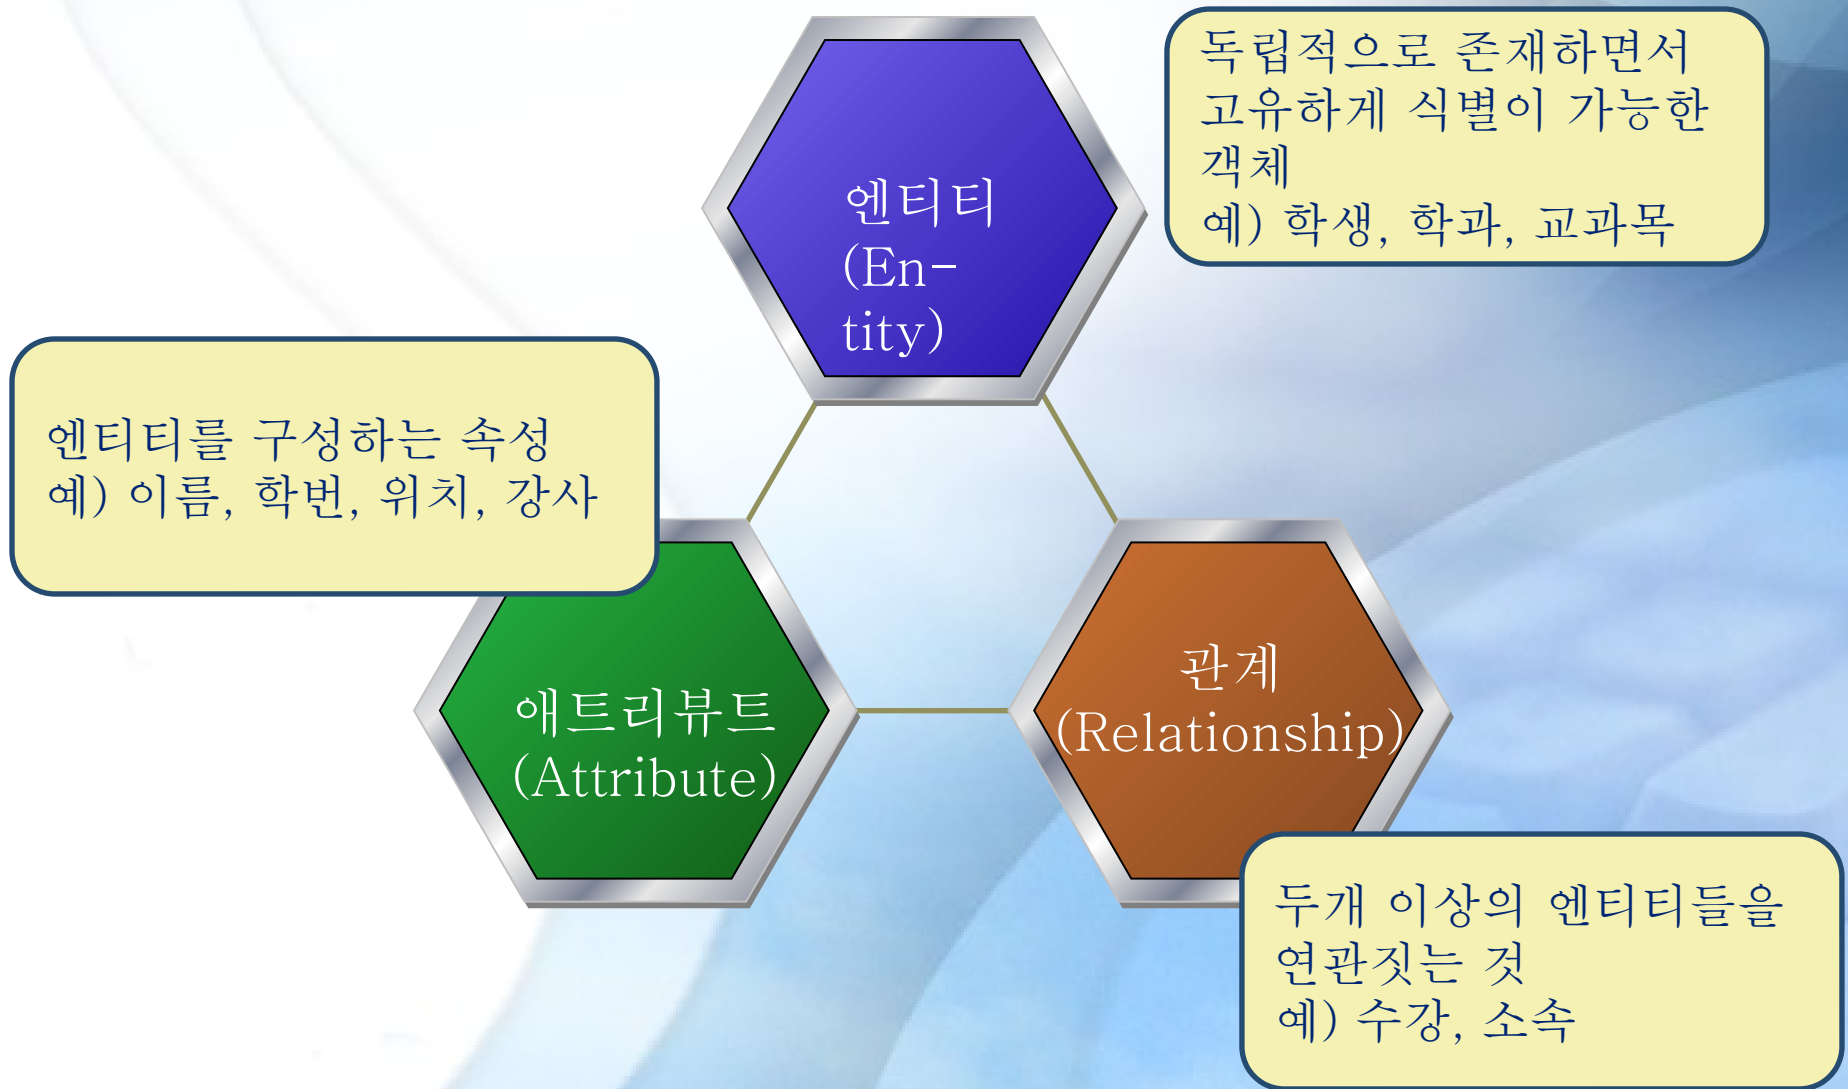 엔티티
(En-
tity)
독립적으로 존재하면서
고유하게 식별이 가능한
객체
예) 학생, 학과, 교과목
엔티티를 구성하는 속성
예) 이름, 학번, 위치, 강사
애트리뷰트
(Attribute)
관계
(Relationship)
두개 이상의 엔티티들을
연관짓는 것
예) 수강, 소속